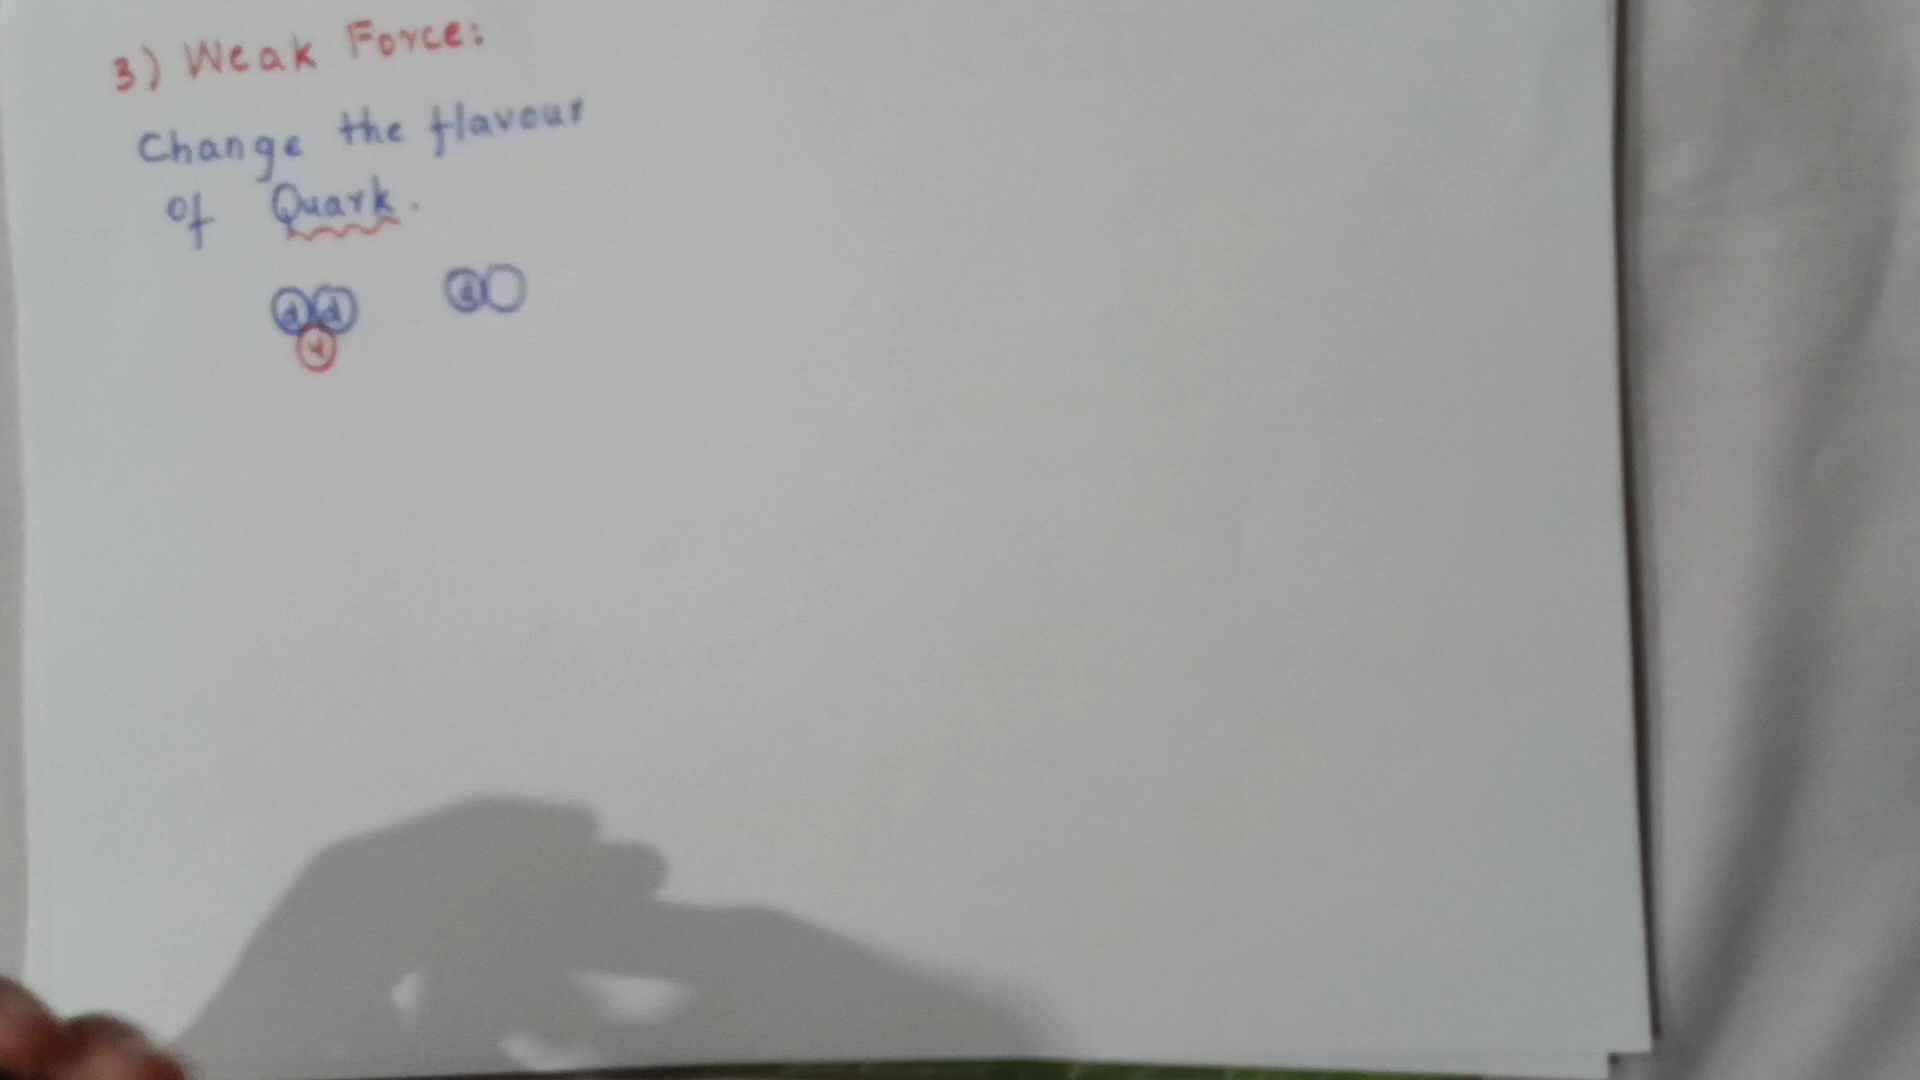 3) Weak Force:
Change the flavour
of Quark.
d d d
u